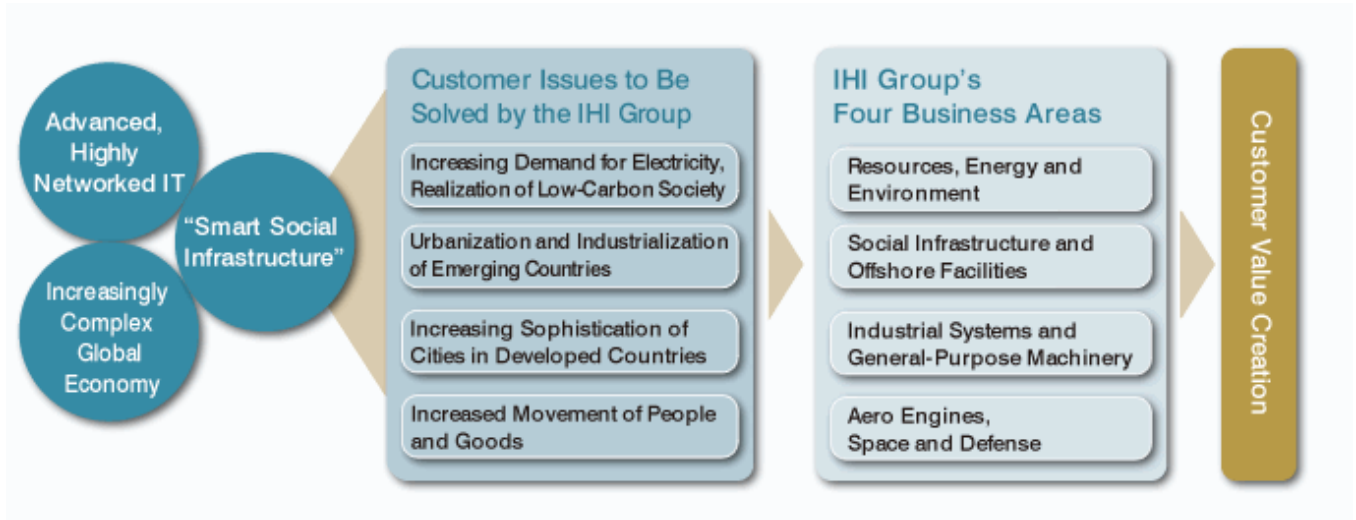 Advanced,
Highly
Networked IT
"Smart Social
Infrastructure"
Increasingly
Complex
Global
Economy
Customer Issues to Be
Solved by the IHI Group
Increasing Demand for Electricity,
Realization of Low-Carbon Society
Urbanization and Industrialization
of Emerging Countries
Increasing Sophistication of
Cities in Developed Countries
Increased Movement of People
and Goods
IHI Group's
Four Business Areas
Resources, Energy and
Environment
Social Infrastructure and
Offshore Facilities
Industrial Systems and
General-Purpose Machinery
Aero Engines,
Space and Defense
Customer Value Creation